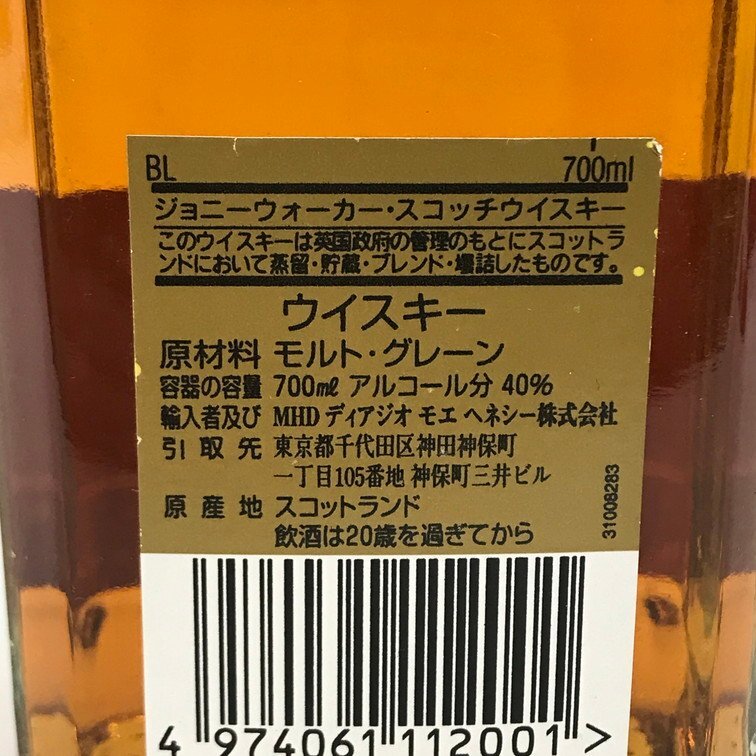 BL 700ml
ジョニーウォーカー・スコッチウイスキー
このウイスキーは英国政府の管理のもとにスコットラ
ンドにおいて蒸留・貯蔵・ブレンド・壜詰したものです。
ウイスキー
原材料 モルト・グレーン
容器の容量 700㎖ アルコール分 40%
輸入者及び MHD ディアジオ モエ ヘネシー株式会社
引取先 東京都千代田区神田神保町
一丁目105番地 神保町三井ビル
原産地 スコットランド
飲酒は20歳を過ぎてから
31008283
4 974061 112001 >